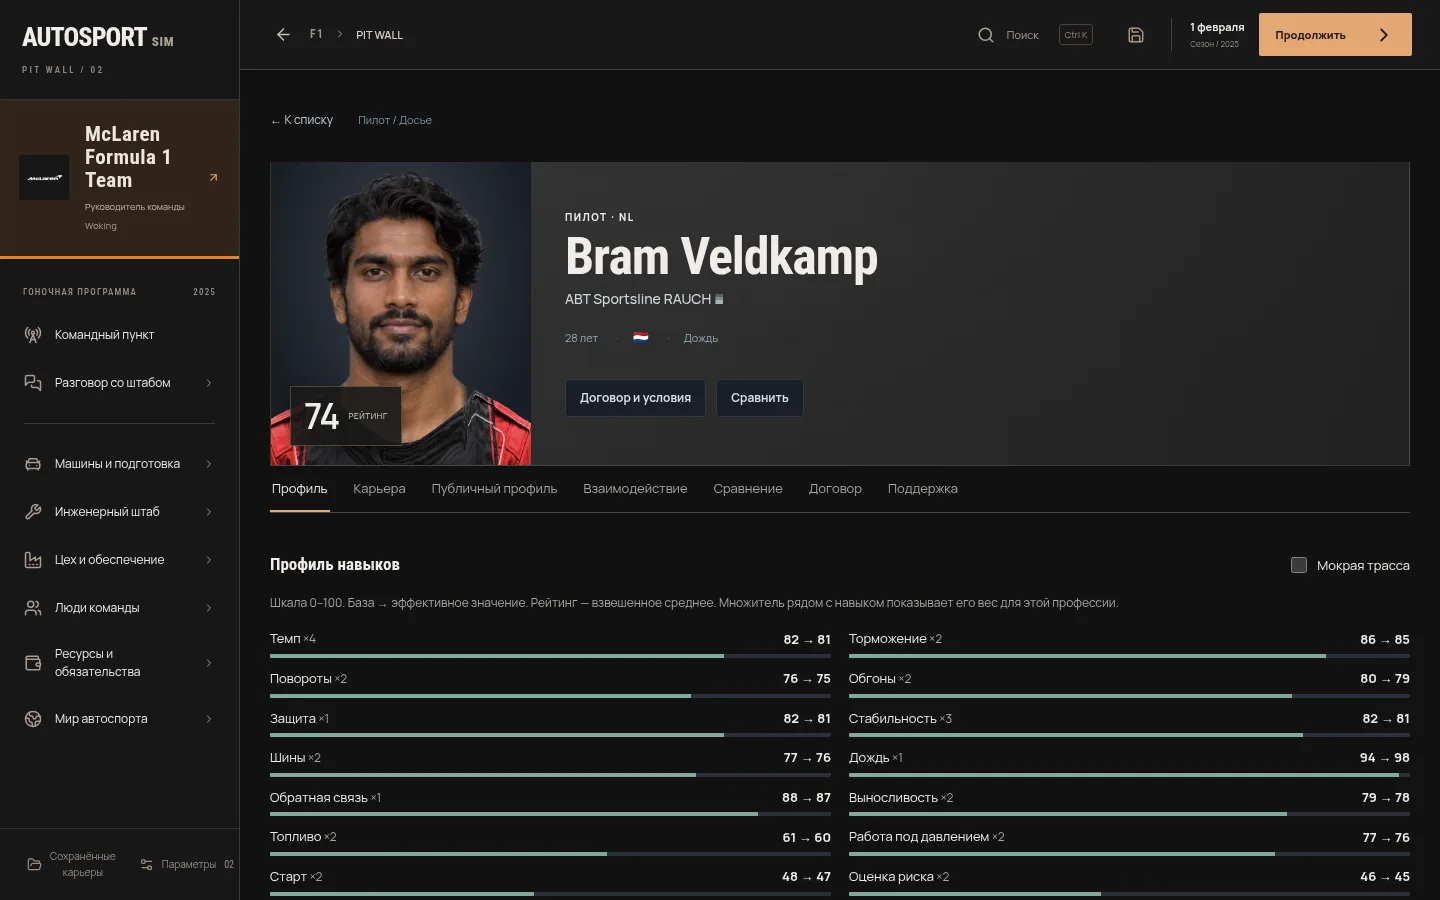 AUTOSPORT SIM
PIT WALL / 02
McLaren
McLaren
Formula 1
Team
Руководитель команды
Woking
ГОНОЧНАЯ ПРОГРАММА 2025
Командный пункт
Разговор со штабом
Машины и подготовка
Инженерный штаб
Цех и обеспечение
Люди команды
Ресурсы и
обязательства
Мир автоспорта
Сохранённые
карьеры
Параметры 02
F1 PIT WALL
Поиск Ctrl K
1 февраля
Сезон / 2025
Продолжить
← К списку Пилот / Досье
ПИЛОТ · NL
Bram Veldkamp
ABT Sportsline RAUCH
28 лет · · Дождь
Договор и условия Сравнить
74 РЕЙТИНГ
Профиль Карьера Публичный профиль Взаимодействие Сравнение Договор Поддержка
Профиль навыков Мокрая трасса
Шкала 0–100. База → эффективное значение. Рейтинг — взвешенное среднее. Множитель рядом с навыком показывает его вес для этой профессии.
Темп ×4 82 → 81 Торможение ×2 86 → 85
Повороты ×2 76 → 75 Обгоны ×2 80 → 79
Защита ×1 82 → 81 Стабильность ×3 82 → 81
Шины ×2 77 → 76 Дождь ×1 94 → 98
Обратная связь ×1 88 → 87 Выносливость ×2 79 → 78
Топливо ×2 61 → 60 Работа под давлением ×2 77 → 76
Старт ×2 48 → 47 Оценка риска ×2 46 → 45